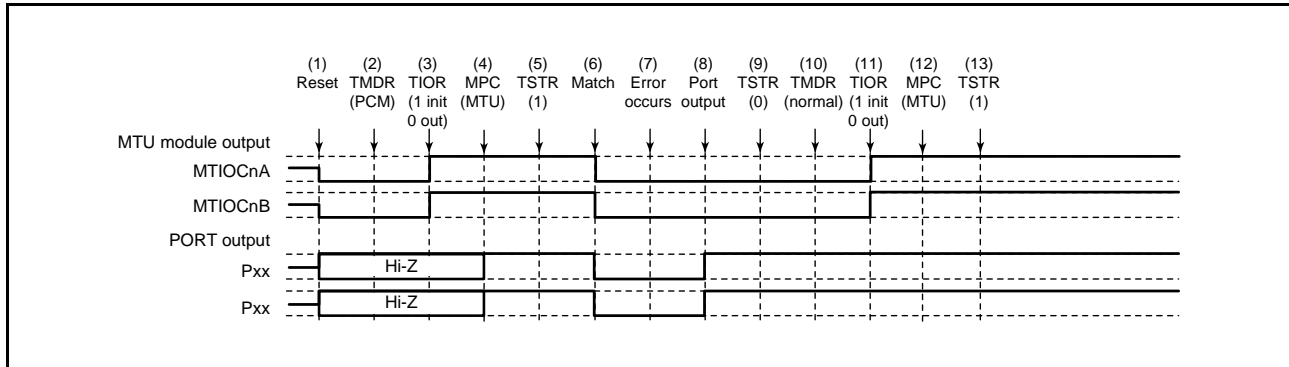 (1) (2) (3) (4) (5) (6) (7) (8) (9) (10) (11) (12) (13)
Reset TMDR TIOR MPC TSTR Match Error Port TSTR TMDR TIOR MPC TSTR
(PCM) (1 init (MTU) (1) occurs output (0) (normal) (1 init (MTU) (1)
0 out) 0 out)
MTU module output
MTIOCnA
MTIOCnB
PORT output
Pxx Hi-Z
Pxx Hi-Z